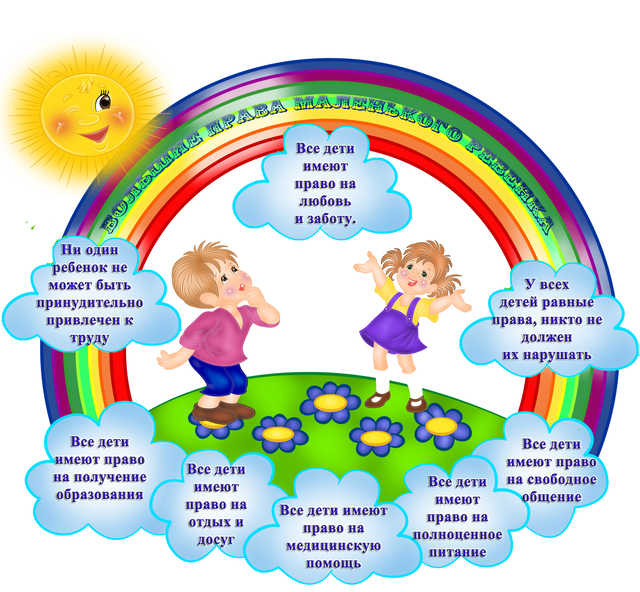 БОЛЬШИЕ ПРАВА МАЛЕНЬКОГО РЕБЕНКА
Все дети
имеют
право на
любовь
и заботу.
Ни один
ребенок не
может быть
принудительно
привлечен к
труду
У всех
детей равные
права, никто не
должен
их нарушать
Все дети
имеют право
на получение
образования
Все дети
имеют
право на
отдых и
досуг
Все дети имеют
право на
медицинскую
помощь
Все дети
имеют
право на
полноценное
питание
Все дети
имеют право
на свободное
общение